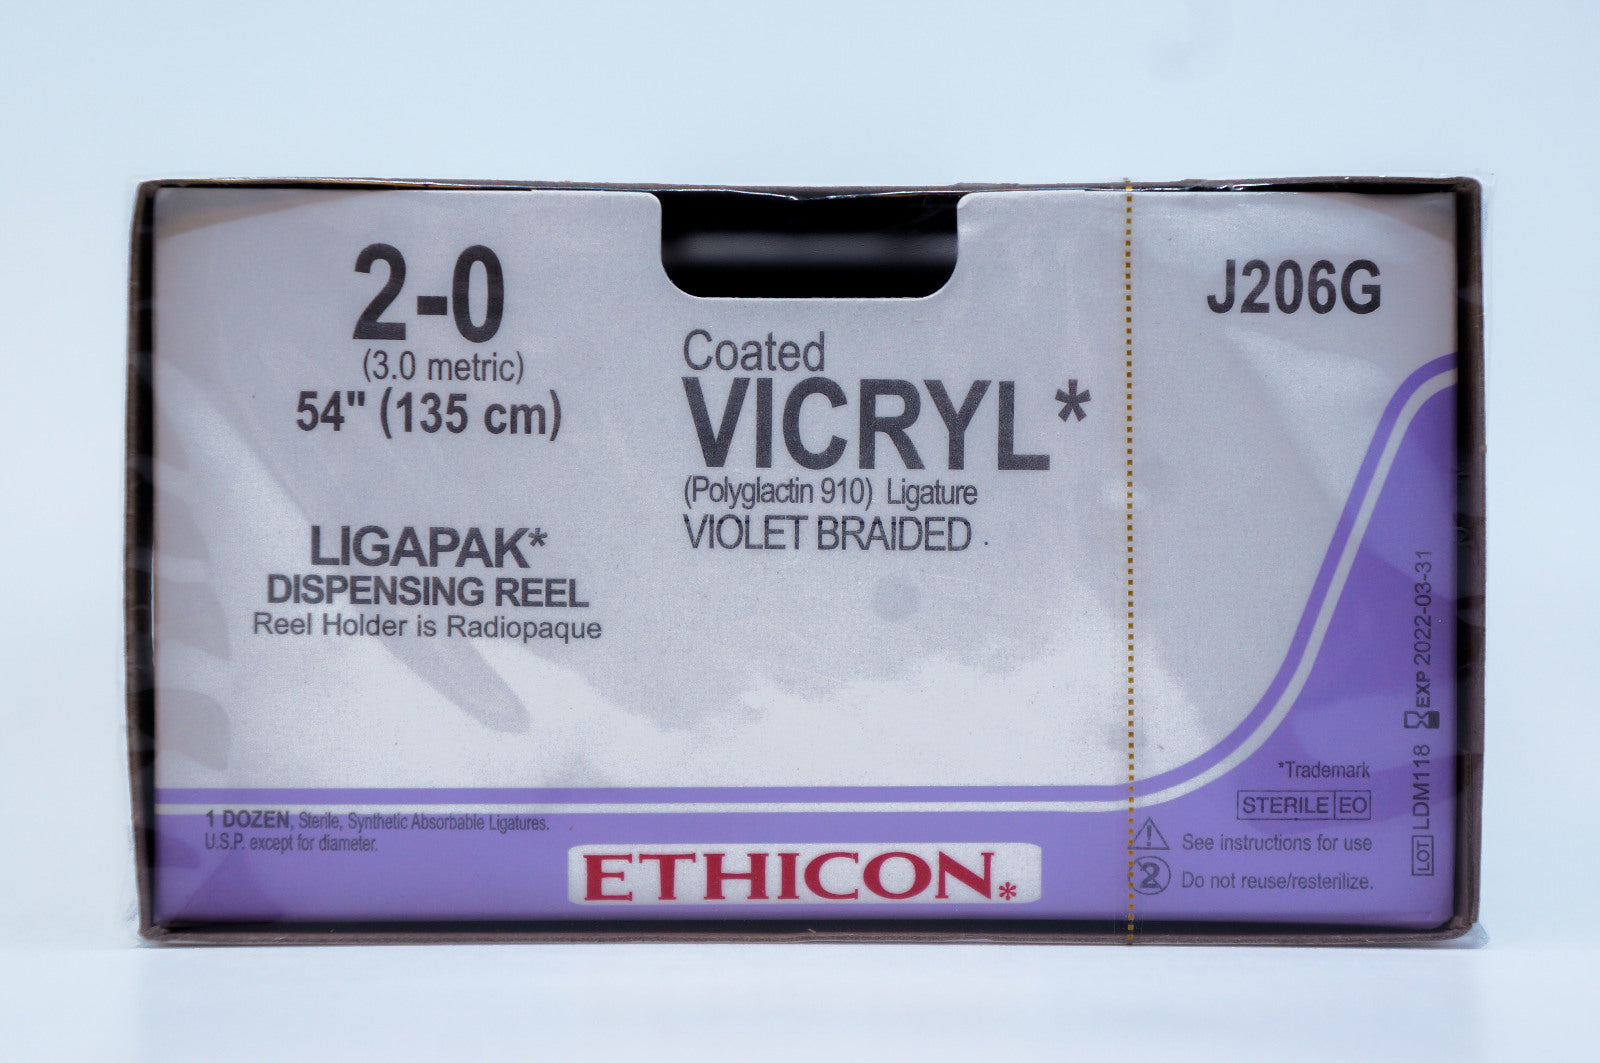 2-0
(3.0 metric)
54" (135 cm)
LIGAPAK*
DISPENSING REEL
Reel Holder is Radiopaque
Coated
VICRYL*
(Polyglactin 910) Ligature
VIOLET BRAIDED
J206G
1 DOZEN, Sterile, Synthetic Absorbable Ligatures.
U.S.P. except for diameter.
ETHICON*
*Trademark
STERILE EO
See instructions for use
2
Do not reuse/resterilize.
LOT LDM118 EXP 2022-03-31